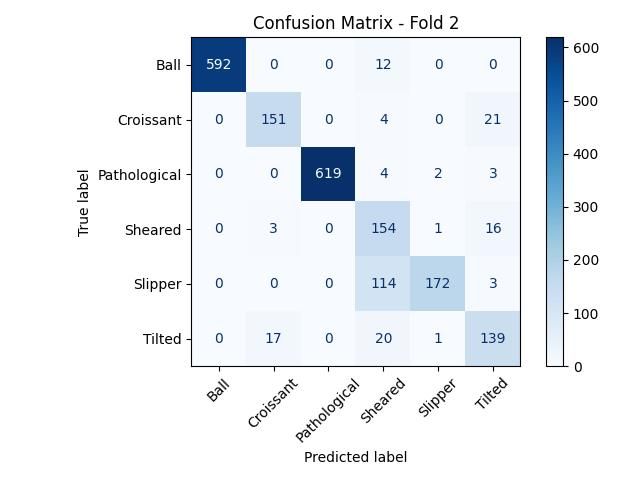 Confusion Matrix - Fold 2
Ball 592 0 0 12 0 0
Croissant 0 151 0 4 0 21
Pathological 0 0 619 4 2 3
Sheared 0 3 0 154 1 16
Slipper 0 0 0 114 172 3
Tilted 0 17 0 20 1 139
True label
Ball Croissant Pathological Sheared Slipper Tilted
Predicted label
600
500
400
300
200
100
0